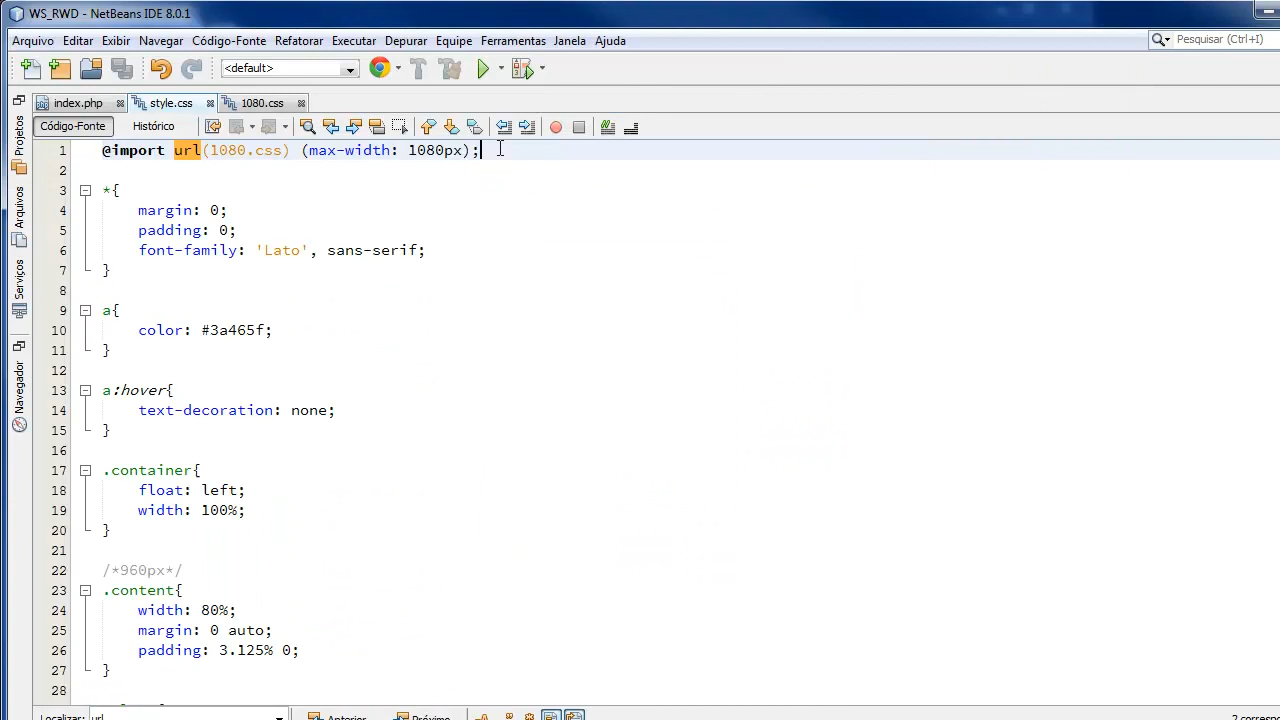 WS_RWD - NetBeans IDE 8.0.1
Arquivo Editar Exibir Navegar Código-Fonte Refatorar Executar Depurar Equipe Ferramentas Janela Ajuda
Pesquisar (Ctrl+I)
<default>
index.php style.css 1080.css
Código-Fonte Histórico
Projetos
Arquivos
Serviços
Navegador
1 @import url(1080.css) (max-width: 1080px);
2
3 *{
4 margin: 0;
5 padding: 0;
6 font-family: 'Lato', sans-serif;
7 }
8
9 a{
10 color: #3a465f;
11 }
12
13 a:hover{
14 text-decoration: none;
15 }
16
17 .container{
18 float: left;
19 width: 100%;
20 }
21
22 /*960px*/
23 .content{
24 width: 80%;
25 margin: 0 auto;
26 padding: 3.125% 0;
27 }
28
Localizar: url Anterior Próximo 2 corresp